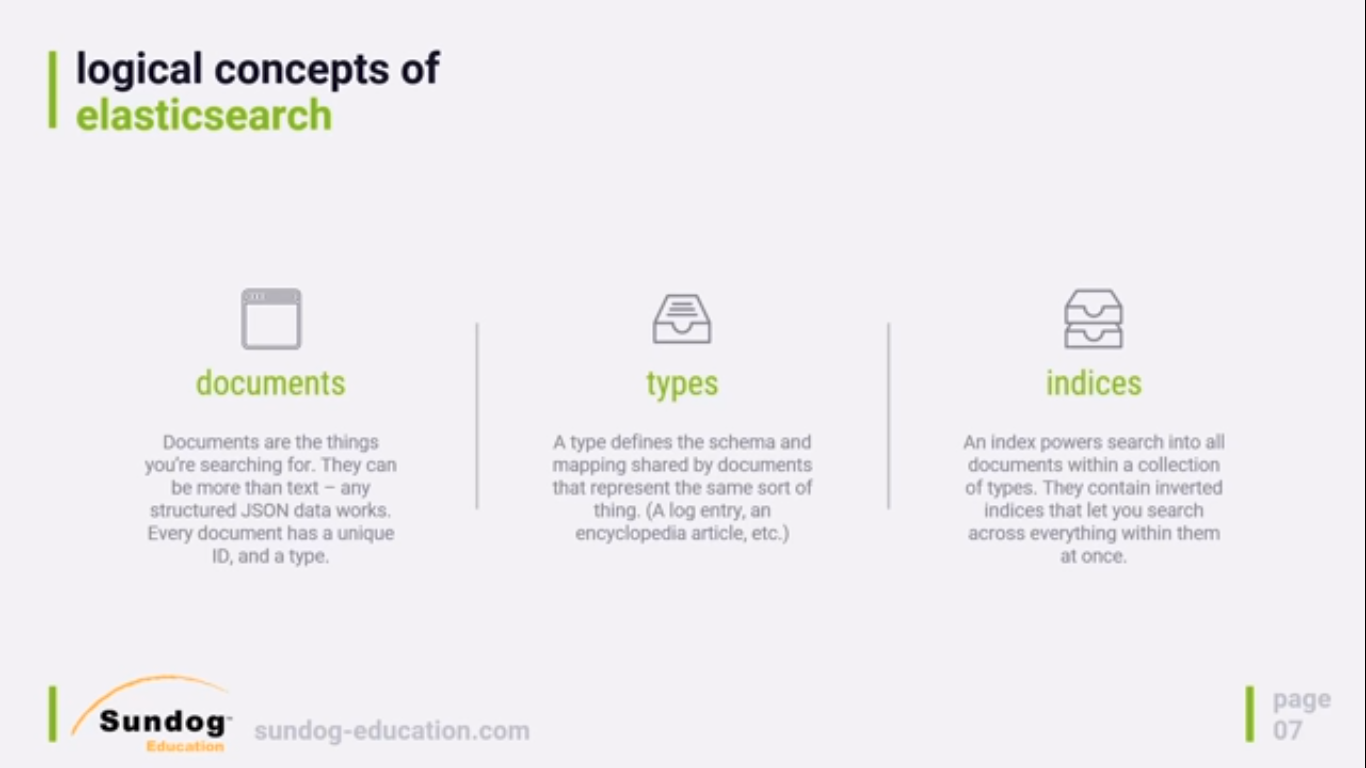 logical concepts of
elasticsearch
documents
Documents are the things
you're searching for. They can
be more than text – any
structured JSON data works.
Every document has a unique
ID, and a type.
types
A type defines the schema and
mapping shared by documents
that represent the same sort of
thing. (A log entry, an
encyclopedia article, etc.)
indices
An index powers search into all
documents within a collection
of types. They contain inverted
indices that let you search
across everything within them
at once.
Sundog™
Education
sundog-education.com
page
07